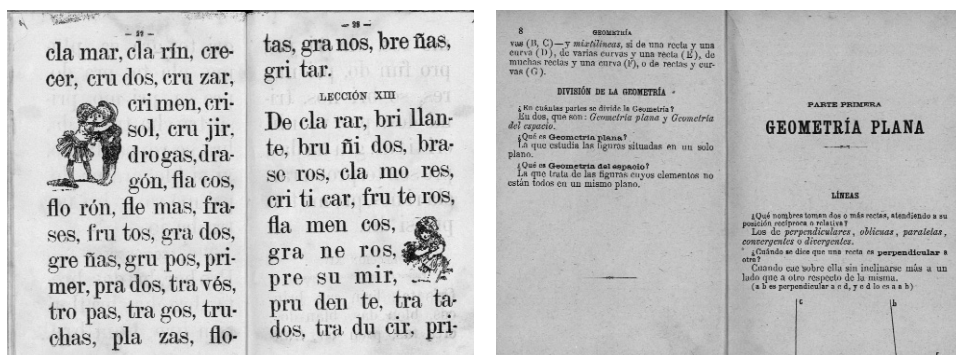 cla mar, cla rín, cre-
cer, cru dos, cru zar,
cri men, cri-
sol, cru jir,
drogas, dra-
gón, fla cos,
flo rón, fle mas, fra-
ses, fru tos, gra dos,
gre ñas, gru pos, pri-
mer, pra dos, tra vés,
tro pas, tra gos, tru-
chas, pla zas, flo-
tas, gra nos, bre ñas,
gri tar.
LECCIÓN XIII
De cla rar, bri llan-
te, bru ñi dos, bra-
se ros, cla mo res,
cri ti car, fru te ros,
fla men cos,
gra ne ros,
pre su mir,
pru den te, tra ta-
dos, tra du cir, pri-
8 GEOMETRÍA
vas (B, C)—y mixtilíneas, si de una recta y una
curva (D), de varias curvas y una recta (E), de
muchas rectas y una curva (F), o de rectas y cur-
vas (G).
DIVISIÓN DE LA GEOMETRÍA
¿En cuántas partes se divide la Geometría?
En dos, que son: Geometría plana y Geometría
del espacio.
¿Qué es Geometría plana?
La que estudia las figuras situadas en un solo
plano.
¿Qué es Geometría del espacio?
La que trata de las figuras cuyos elementos no
están todos en un mismo plano.
PARTE PRIMERA
GEOMETRÍA PLANA
LÍNEAS
¿Qué nombres toman dos o más rectas, atendiendo a su
posición recíproca o relativa?
Los de perpendiculares, oblicuas, paralelas,
convergentes o divergentes.
¿Cuándo se dice que una recta es perpendicular a
otra?
Cuando cae sobre ella sin inclinarse más a un
lado que a otro respecto de la misma.
(a b es perpendicular a c d, y c d lo es a a b)
c b